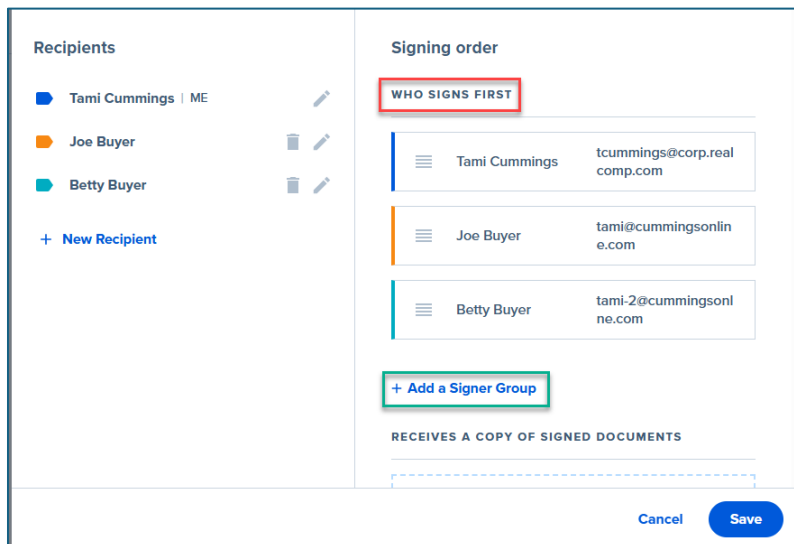 Recipients
Tami Cummings | ME
Joe Buyer
Betty Buyer
+ New Recipient
Signing order
WHO SIGNS FIRST
Tami Cummings
tcummings@corp.real
comp.com
Joe Buyer
tami@cummingsonlin
e.com
Betty Buyer
tami-2@cummingsonl
ne.com
+ Add a Signer Group
RECEIVES A COPY OF SIGNED DOCUMENTS
Cancel
Save